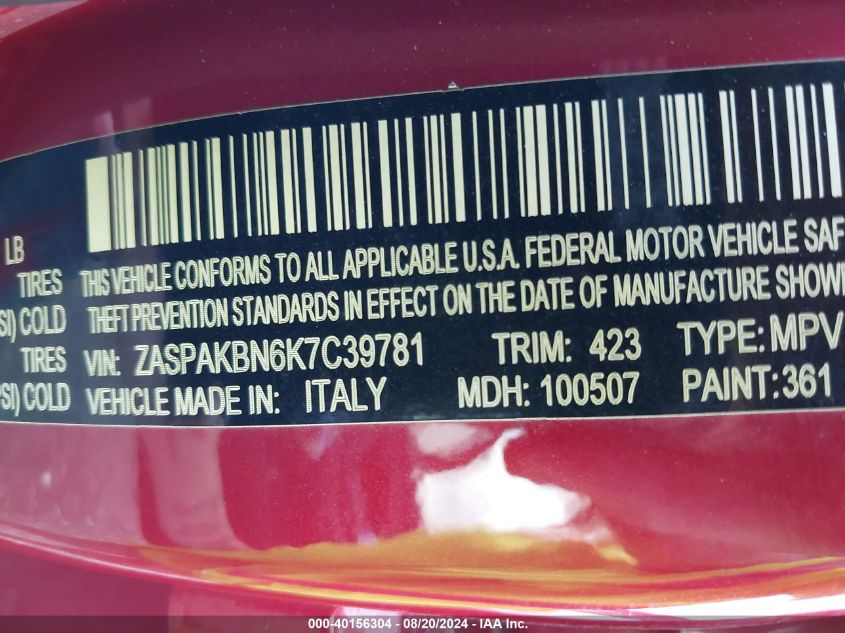 LB
TIRES THIS VEHICLE CONFORMS TO ALL APPLICABLE U.S.A. FEDERAL MOTOR VEHICLE SAF
SI) COLD THEFT PREVENTION STANDARDS IN EFFECT ON THE DATE OF MANUFACTURE SHOW
TIRES VIN: ZASPAKBN6K7C39781 TRIM: 423 TYPE: MPV
PSI) COLD VEHICLE MADE IN: ITALY MDH: 100507 PAINT: 361
000-40156304 - 08/20/2024 - IAA Inc.